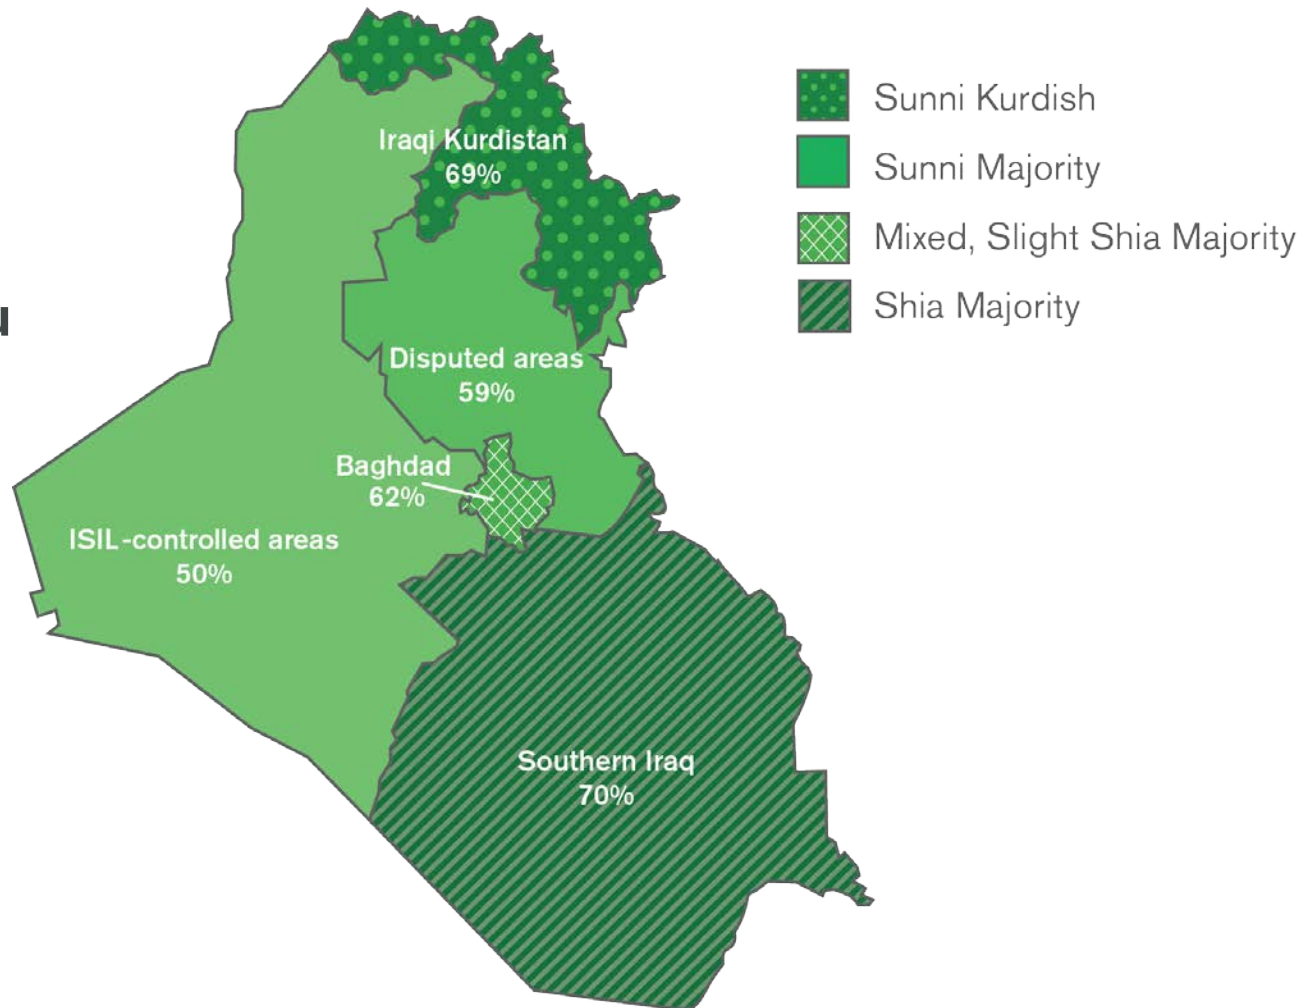 Sunni Kurdish
Sunni Majority
Mixed, Slight Shia Majority
Shia Majority
Iraqi Kurdistan
69%
Disputed areas
59%
Baghdad
62%
ISIL-controlled areas
50%
Southern Iraq
70%